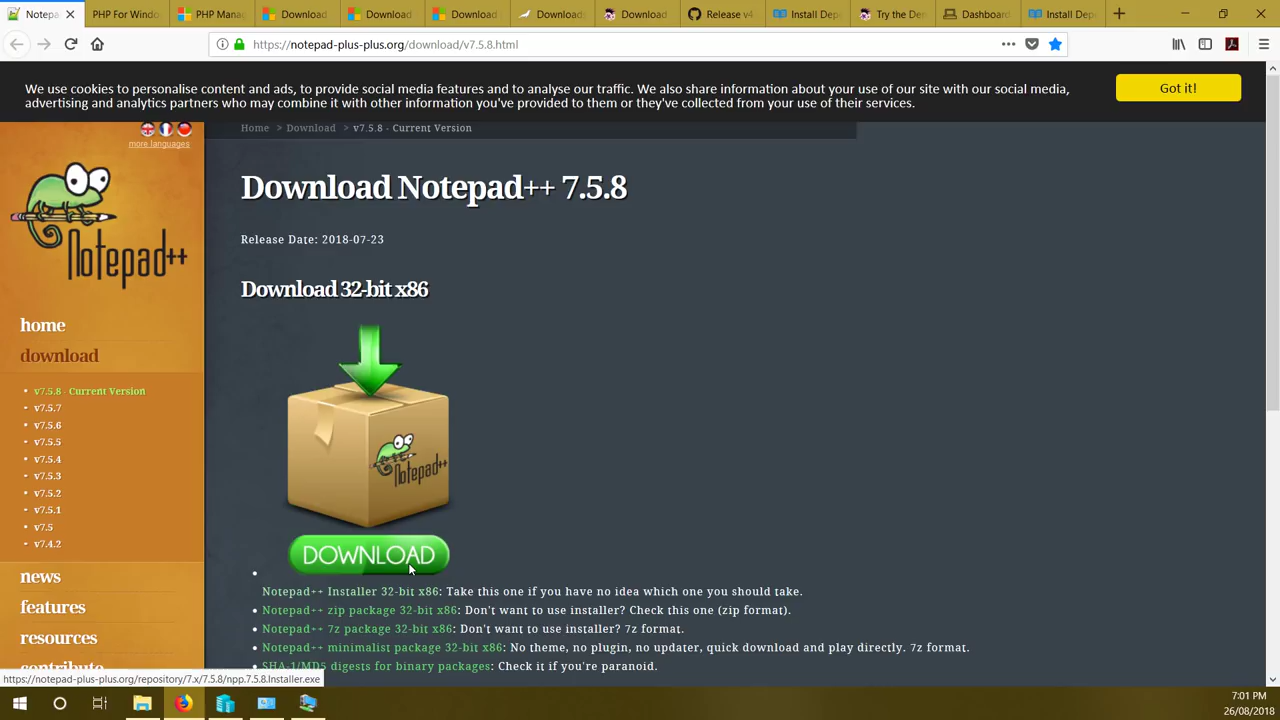 Notepa
PHP For Windo
PHP Mana
Download
Download
Download
Downloads
Download
Release v4
Install Dep
Try the De
Dashboard
Install Dep
https://notepad-plus-plus.org/download/v7.5.8.html
We use cookies to personalise content and ads, to provide social media features and to analyse our traffic. We also share information about your use of our site with our social media,
advertising and analytics partners who may combine it with other information you've provided to them or they've collected from your use of their services.
Got it!
more languages
Home > Download > v7.5.8 - Current Version
Notepad++
Download Notepad++ 7.5.8
Release Date: 2018-07-23
Download 32-bit x86
home
download
v7.5.8 - Current Version
v7.5.7
v7.5.6
v7.5.5
v7.5.4
v7.5.3
v7.5.2
v7.5.1
v7.5
v7.4.2
news
features
resources
contribute
Notepad++
DOWNLOAD
Notepad++ Installer 32-bit x86: Take this one if you have no idea which one you should take.
Notepad++ zip package 32-bit x86: Don't want to use installer? Check this one (zip format).
Notepad++ 7z package 32-bit x86: Don't want to use installer? 7z format.
Notepad++ minimalist package 32-bit x86: No theme, no plugin, no updater, quick download and play directly. 7z format.
SHA-1/MD5 digests for binary packages: Check it if you're paranoid.
https://notepad-plus-plus.org/repository/7.x/7.5.8/npp.7.5.8.Installer.exe
7:01 PM
26/08/2018